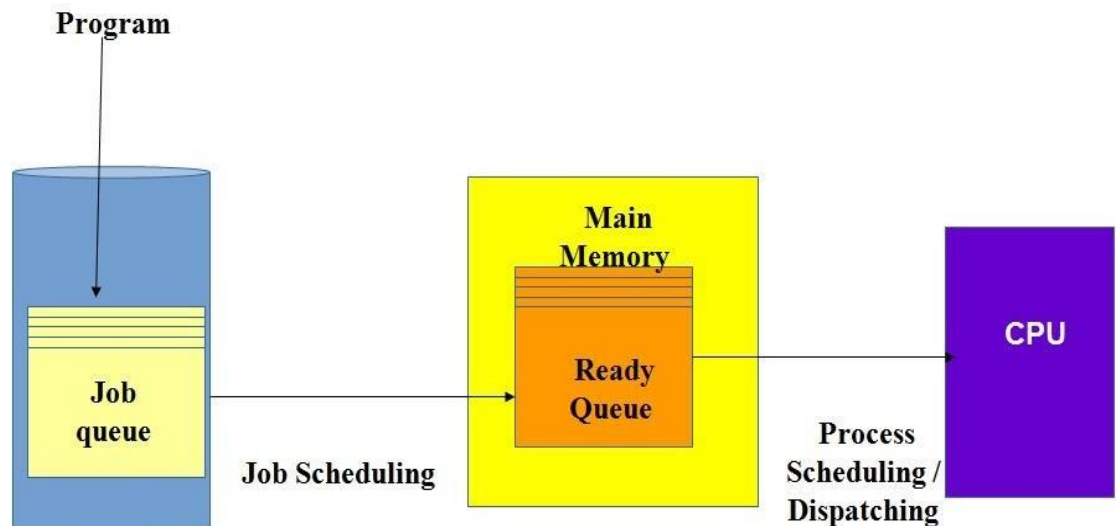 Program
Job
queue
Job Scheduling
Main
Memory
Ready
Queue
Process
Scheduling /
Dispatching
CPU